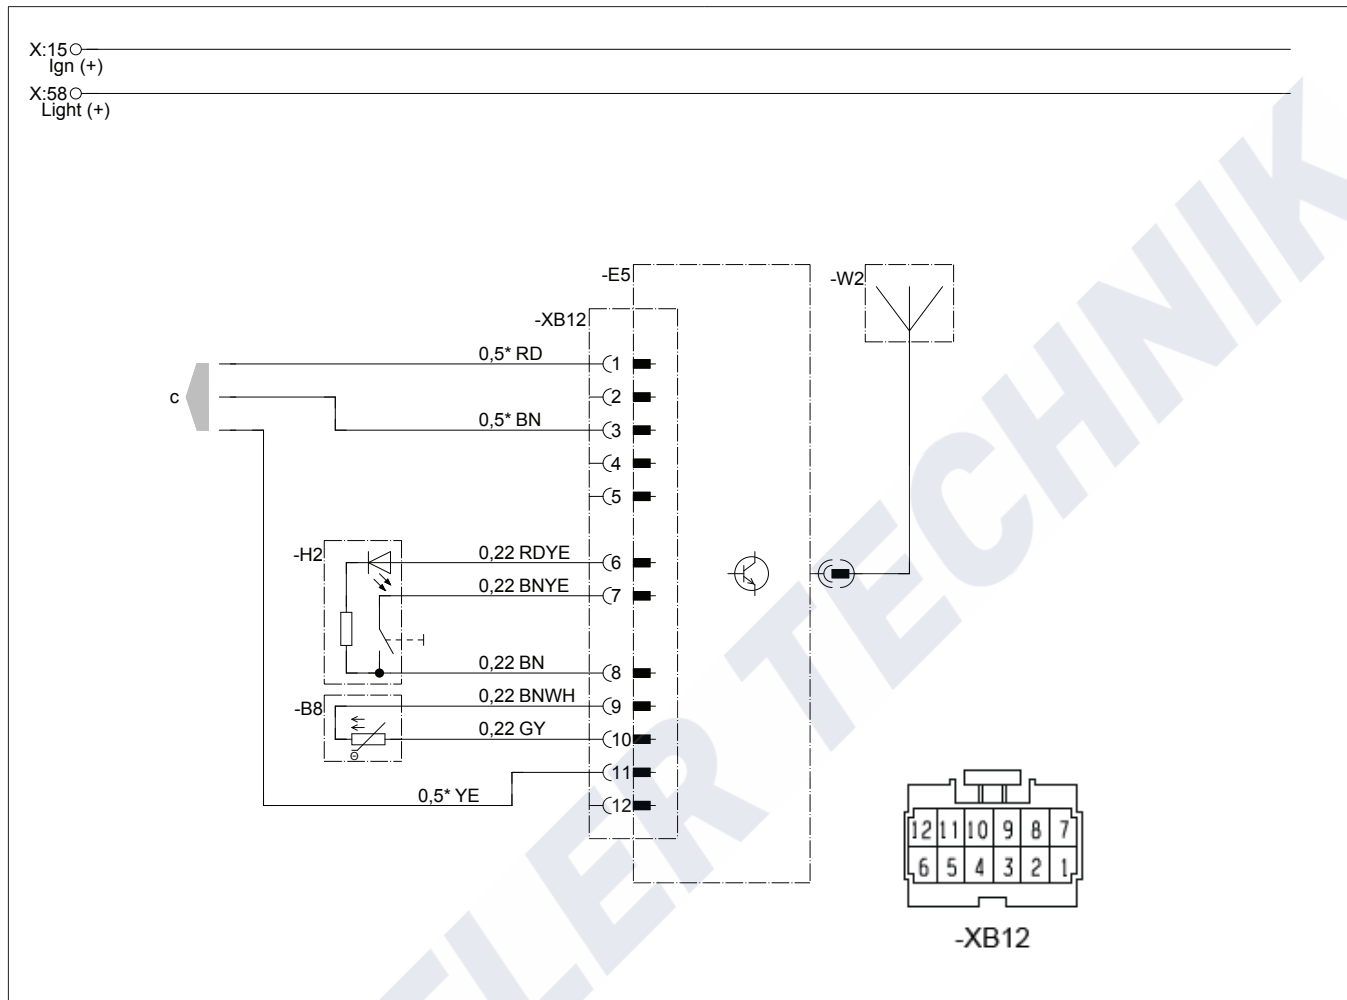 X:15
Ign (+)
X:58
Light (+)
-E5
-W2
-XB12
0,5* RD
1
c
2
0,5* BN
3
4
5
-H2
0,22 RDYE
6
0,22 BNYE
7
0,22 BN
8
-B8
0,22 BNWH
9
0,22 GY
10
11
0,5* YE
12
12 11 10 9 8 7
6 5 4 3 2 1
-XB12
LER TECHNIK